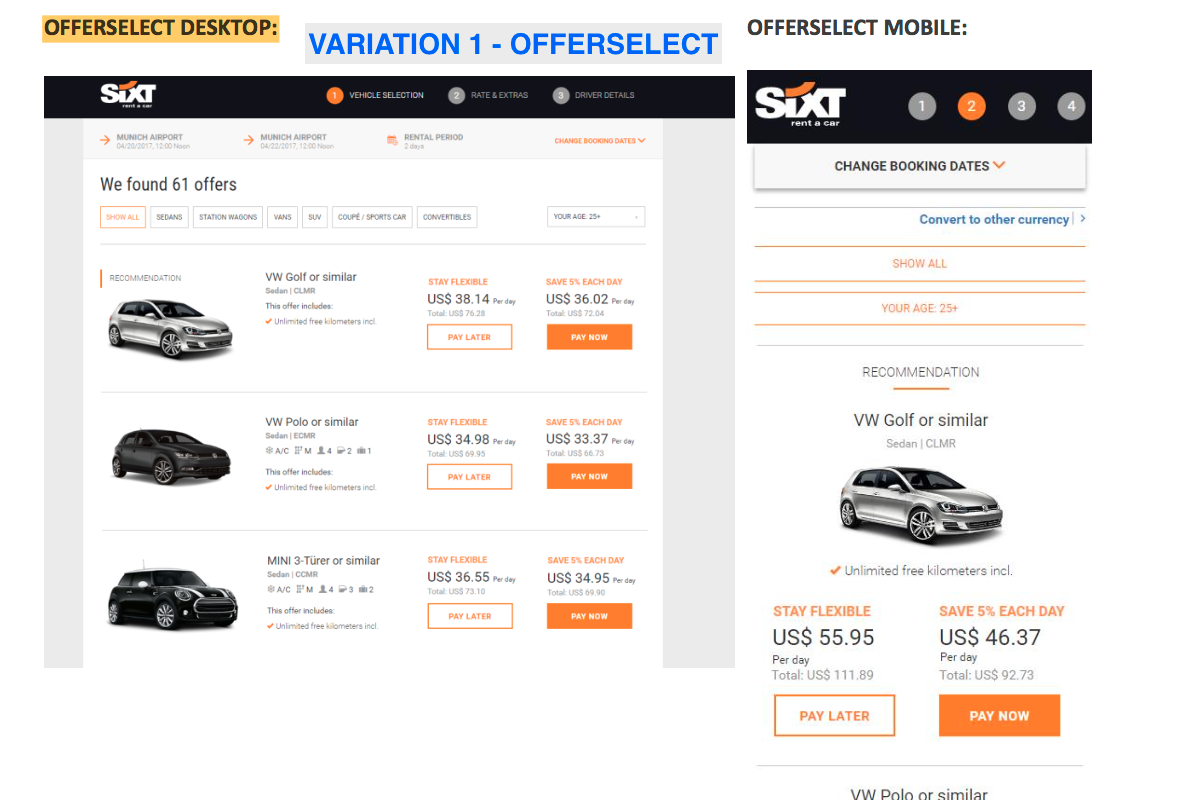 OFFERSELECT DESKTOP:
VARIATION 1 - OFFERSELECT
OFFERSELECT MOBILE:
SIXT
rent a car
1 VEHICLE SELECTION
2 RATE & EXTRAS
3 DRIVER DETAILS
MUNICH AIRPORT
04/20/2017, 12:00 Noon
MUNICH AIRPORT
04/22/2017, 12:00 Noon
RENTAL PERIOD
2 days
CHANGE BOOKING DATES
We found 61 offers
SHOW ALL
SEDANS
STATION WAGONS
VANS
SUV
COUPÉ / SPORTS CAR
CONVERTIBLES
YOUR AGE: 25+
RECOMMENDATION
VW Golf or similar
Sedan | CLMR
This offer includes:
Unlimited free kilometers incl.
STAY FLEXIBLE
US$ 38.14 Per day
Total: US$ 76.28
PAY LATER
SAVE 5% EACH DAY
US$ 36.02 Per day
Total: US$ 72.04
PAY NOW
VW Polo or similar
Sedan | ECMR
A/C M 4 2 1
This offer includes:
Unlimited free kilometers incl.
STAY FLEXIBLE
US$ 34.98 Per day
Total: US$ 69.95
PAY LATER
SAVE 5% EACH DAY
US$ 33.37 Per day
Total: US$ 66.73
PAY NOW
MINI 3-Türer or similar
Sedan | CCMR
A/C M 4 3 2
This offer includes:
Unlimited free kilometers incl.
STAY FLEXIBLE
US$ 36.55 Per day
Total: US$ 73.10
PAY LATER
SAVE 5% EACH DAY
US$ 34.95 Per day
Total: US$ 69.90
PAY NOW
SIXT
rent a car
1 2 3 4
CHANGE BOOKING DATES
Convert to other currency
SHOW ALL
YOUR AGE: 25+
RECOMMENDATION
VW Golf or similar
Sedan | CLMR
Unlimited free kilometers incl.
STAY FLEXIBLE
US$ 55.95
Per day
Total: US$ 111.89
PAY LATER
SAVE 5% EACH DAY
US$ 46.37
Per day
Total: US$ 92.73
PAY NOW
VW Polo or similar